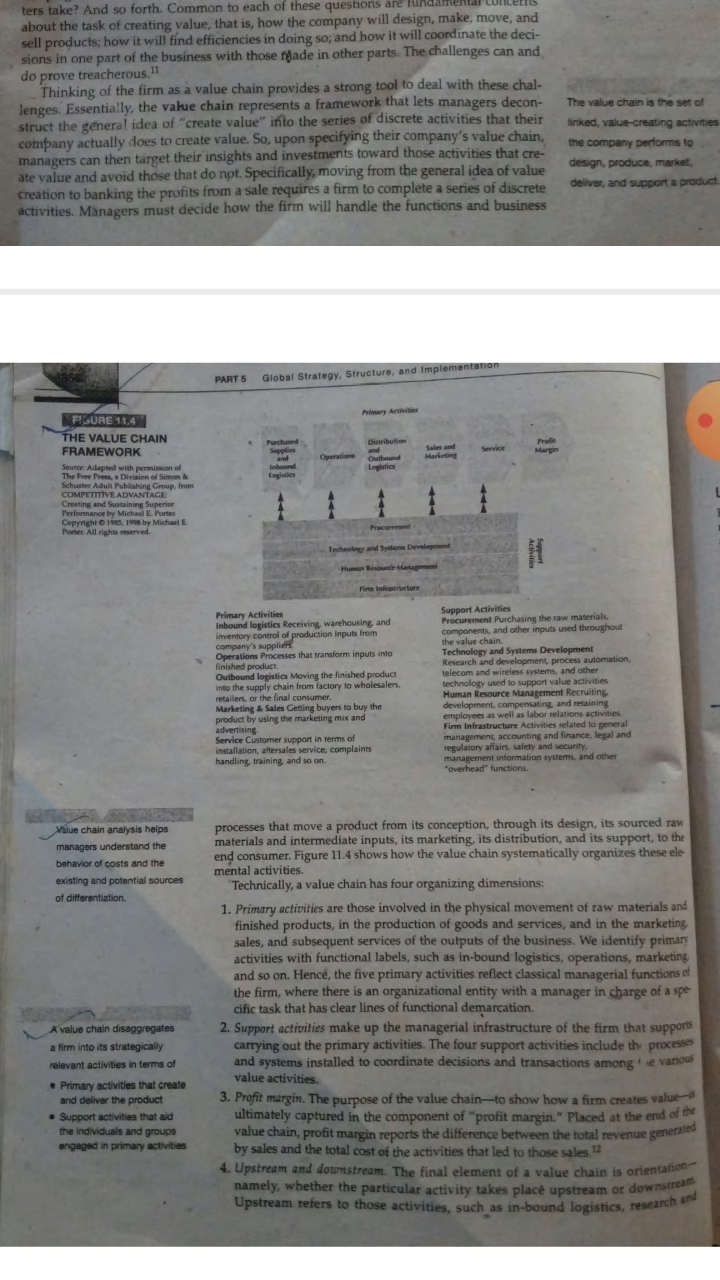 ters take? And so forth. Common to each of these questions are fundamental concerns
about the task of creating value, that is, how the company will design, make, move, and
sell products; how it will find efficiencies in doing so; and how it will coordinate the deci-
sions in one part of the business with those made in other parts. The challenges can and
do prove treacherous.11
Thinking of the firm as a value chain provides a strong tool to deal with these chal-
lenges. Essentially, the value chain represents a framework that lets managers decon-
struct the general idea of "create value" into the series of discrete activities that their
company actually does to create value. So, upon specifying their company's value chain,
managers can then target their insights and investments toward those activities that cre-
ate value and avoid those that do not. Specifically, moving from the general idea of value
creation to banking the profits from a sale requires a firm to complete a series of discrete
activities. Managers must decide how the firm will handle the functions and business
The value chain is the set of
linked, value-creating activities
the company performs to
design, produce, market,
deliver, and support a product.
PART 5 Global Strategy, Structure, and Implementation
FIGURE 11.4
THE VALUE CHAIN
FRAMEWORK
Source: Adapted with permission of
The Free Press, a Division of Simon &
Schuster Adult Publishing Group, from
COMPETITIVE ADVANTAGE:
Creating and Sustaining Superior
Performance by Michael E. Porter.
Copyright © 1985, 1998 by Michael E.
Porter. All rights reserved.
Primary Activities
Purchased
Supplies
and
Inbound
Logistics
Operations
Distribution
and
Outbound
Logistics
Sales and
Marketing
Service
Profit
Margin
Procurement
Technology and Systems Development
Human Resource Management
Firm Infrastructure
Support
Activities
Primary Activities
Inbound logistics Receiving, warehousing, and
inventory control of production inputs from
company's suppliers.
Operations Processes that transform inputs into
finished product.
Outbound logistics Moving the finished product
into the supply chain from factory to wholesalers,
retailers, or the final consumer.
Marketing & Sales Getting buyers to buy the
product by using the marketing mix and
advertising.
Service Customer support in terms of
installation, aftersales service, complaints
handling, training, and so on.
Support Activities
Procurement Purchasing the raw materials,
components, and other inputs used throughout
the value chain.
Technology and Systems Development
Research and development, process automation,
telecom and wireless systems, and other
technology used to support value activities.
Human Resource Management Recruiting,
development, compensating, and retaining
employees as well as labor relations activities.
Firm Infrastructure Activities related to general
management, accounting and finance, legal and
regulatory affairs, safety and security,
management information systems, and other
"overhead" functions.
Value chain analysis helps
managers understand the
behavior of costs and the
existing and potential sources
of differentiation.
processes that move a product from its conception, through its design, its sourced raw
materials and intermediate inputs, its marketing, its distribution, and its support, to the
end consumer. Figure 11.4 shows how the value chain systematically organizes these ele-
mental activities.
Technically, a value chain has four organizing dimensions:
1. Primary activities are those involved in the physical movement of raw materials and
finished products, in the production of goods and services, and in the marketing,
sales, and subsequent services of the outputs of the business. We identify primary
activities with functional labels, such as in-bound logistics, operations, marketing,
and so on. Hence, the five primary activities reflect classical managerial functions of
the firm, where there is an organizational entity with a manager in charge of a spe-
cific task that has clear lines of functional demarcation.
2. Support activities make up the managerial infrastructure of the firm that supports
carrying out the primary activities. The four support activities include the processes
and systems installed to coordinate decisions and transactions among various
value activities.
3. Profit margin. The purpose of the value chain—to show how a firm creates value—is
ultimately captured in the component of "profit margin." Placed at the end of the
value chain, profit margin reports the difference between the total revenue generated
by sales and the total cost of the activities that led to those sales.12
4. Upstream and downstream. The final element of a value chain is orientation—
namely, whether the particular activity takes place upstream or downstream.
Upstream refers to those activities, such as in-bound logistics, research and
A value chain disaggregates
a firm into its strategically
relevant activities in terms of
• Primary activities that create
and deliver the product
• Support activities that aid
the individuals and groups
engaged in primary activities